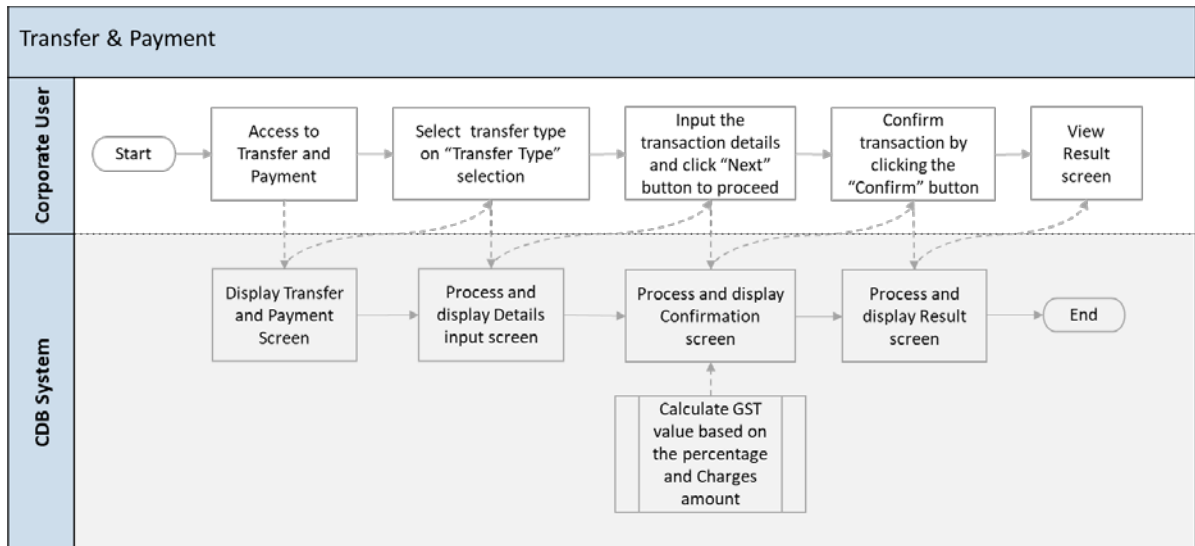 Transfer & Payment
Corporate User
Start
Access to
Transfer and
Payment
Select transfer type
on “Transfer Type”
selection
Input the
transaction details
and click “Next”
button to proceed
Confirm
transaction by
clicking the
“Confirm” button
View
Result
screen
CDB System
Display Transfer
and Payment
Screen
Process and
display Details
input screen
Process and display
Confirmation
screen
Process and
display Result
screen
End
Calculate GST
value based on
the percentage
and Charges
amount